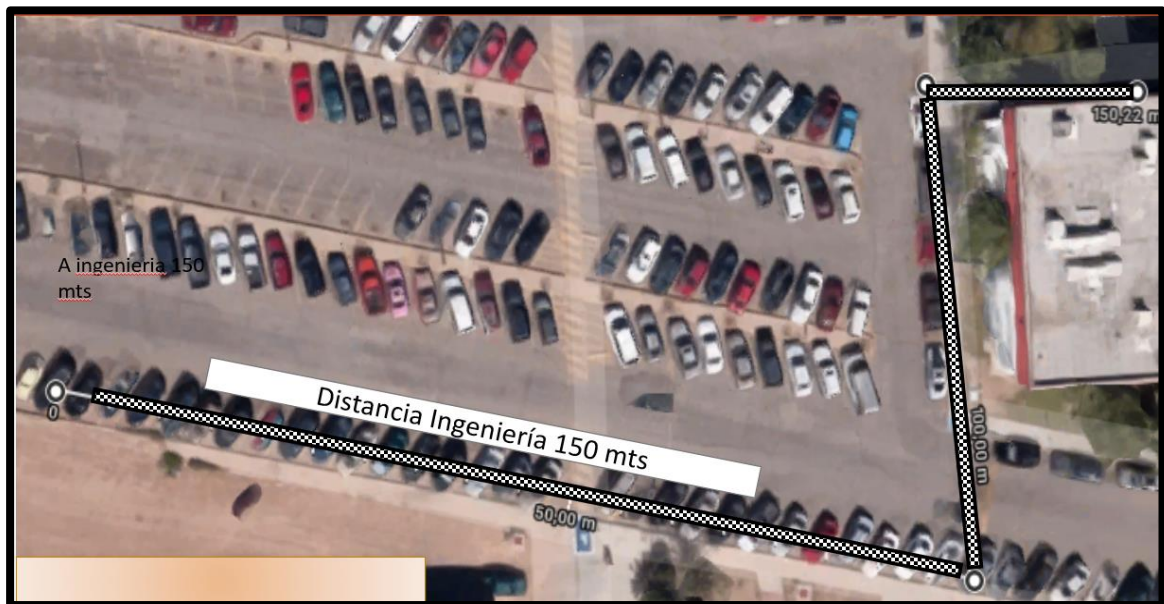 150,22 m
A ingenieria 150
mts
Distancia Ingeniería 150 mts
0
100,00 m
50,00 m